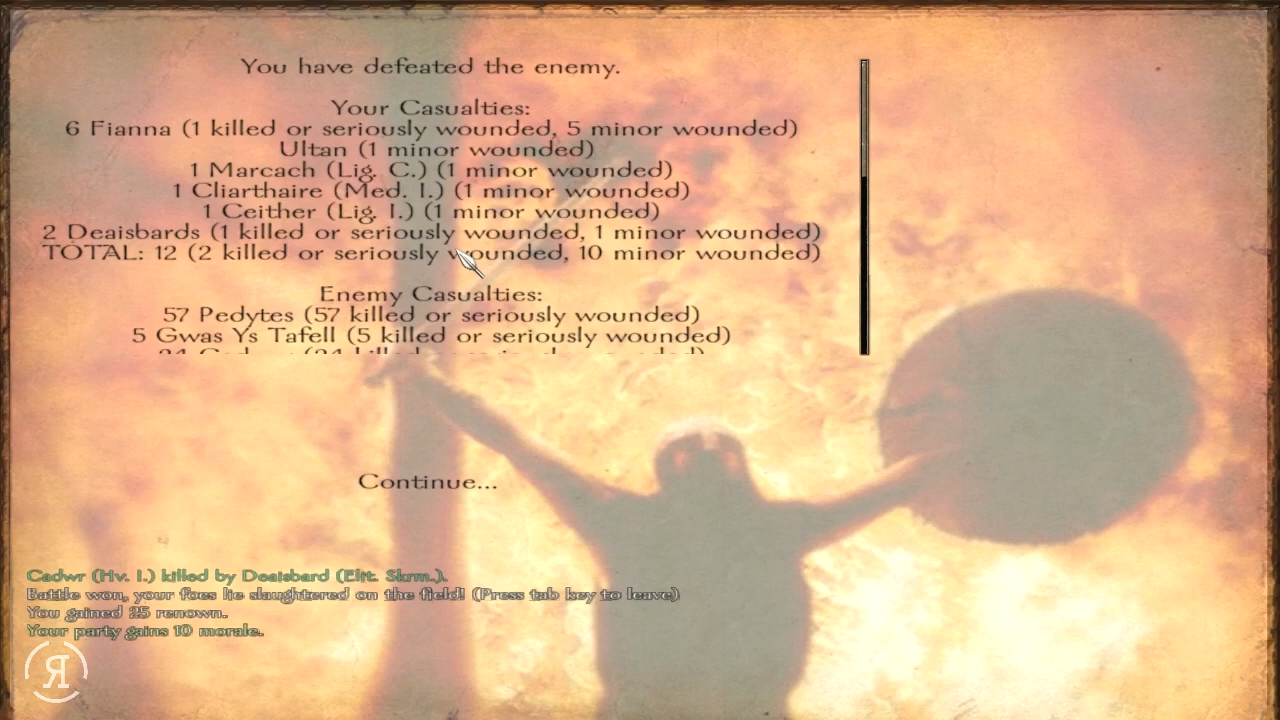 You have defeated the enemy.
Your Casualties:
6 Fianna (1 killed or seriously wounded, 5 minor wounded)
Ultan (1 minor wounded)
1 Marcach (Lig. C.) (1 minor wounded)
1 Cliarthaire (Med. I.) (1 minor wounded)
1 Ceither (Lig. I.) (1 minor wounded)
2 Deaisbards (1 killed or seriously wounded, 1 minor wounded)
TOTAL: 12 (2 killed or seriously wounded, 10 minor wounded)
Enemy Casualties:
57 Pedytes (57 killed or seriously wounded)
5 Gwas Ys Tafell (5 killed or seriously wounded)
Continue...
Cadwr (Hv. I.) killed by Deaisbard (Elit. Skrm.).
Battle won, your foes lie slaughtered on the field! (Press tab key to leave)
You gained 25 renown.
Your party gains 10 morale.